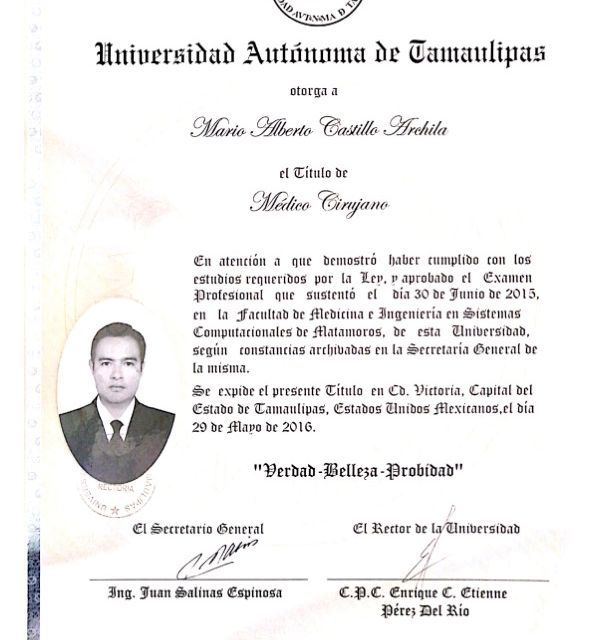 DAD AUTÓNOMA D TA
Universidad Autónoma de Tamaulipas
otorga a
Mario Alberto Castillo Archila
el Título de
Médico Cirujano
En atención a que demostró haber cumplido con los
estudios requeridos por la Ley, y aprobado el Examen
Profesional que sustentó el día 30 de Junio de 2015,
en la Facultad de Medicina e Ingeniería en Sistemas
Computacionales de Matamoros, de esta Universidad,
según constancias archivadas en la Secretaría General de
la misma.
Se expide el presente Título en Cd. Victoria, Capital del
Estado de Tamaulipas, Estados Unidos Mexicanos,el día
29 de Mayo de 2016.
RECTORIA
"Verdad-Belleza-Probidad"
El Secretario General
El Rector de la Universidad
Ing. Juan Salinas Espinosa
C.P.C. Enrique C. Etienne
Pérez Del Río